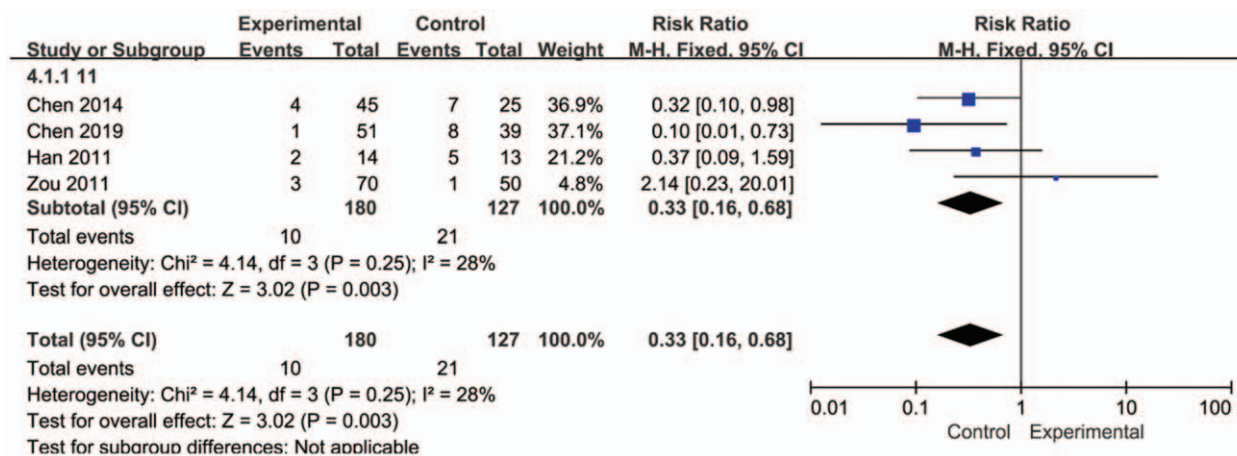 Experimental Control Risk Ratio Risk Ratio
Study or Subgroup Events Total Events Total Weight M-H, Fixed, 95% CI M-H, Fixed, 95% CI
4.1.1 11
Chen 2014 4 45 7 25 36.9% 0.32 [0.10, 0.98]
Chen 2019 1 51 8 39 37.1% 0.10 [0.01, 0.73]
Han 2011 2 14 5 13 21.2% 0.37 [0.09, 1.59]
Zou 2011 3 70 1 50 4.8% 2.14 [0.23, 20.01]
Subtotal (95% CI) 180 127 100.0% 0.33 [0.16, 0.68]
Total events 10 21
Heterogeneity: Chi² = 4.14, df = 3 (P = 0.25); I² = 28%
Test for overall effect: Z = 3.02 (P = 0.003)
Total (95% CI) 180 127 100.0% 0.33 [0.16, 0.68]
Total events 10 21
Heterogeneity: Chi² = 4.14, df = 3 (P = 0.25); I² = 28%
Test for overall effect: Z = 3.02 (P = 0.003)
Test for subgroup differences: Not applicable
0.01 0.1 1 10 100
Control Experimental